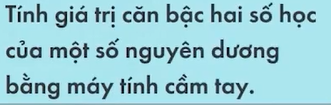 Tính giá trị căn bậc hai số học
của một số nguyên dương
bằng máy tính cầm tay.